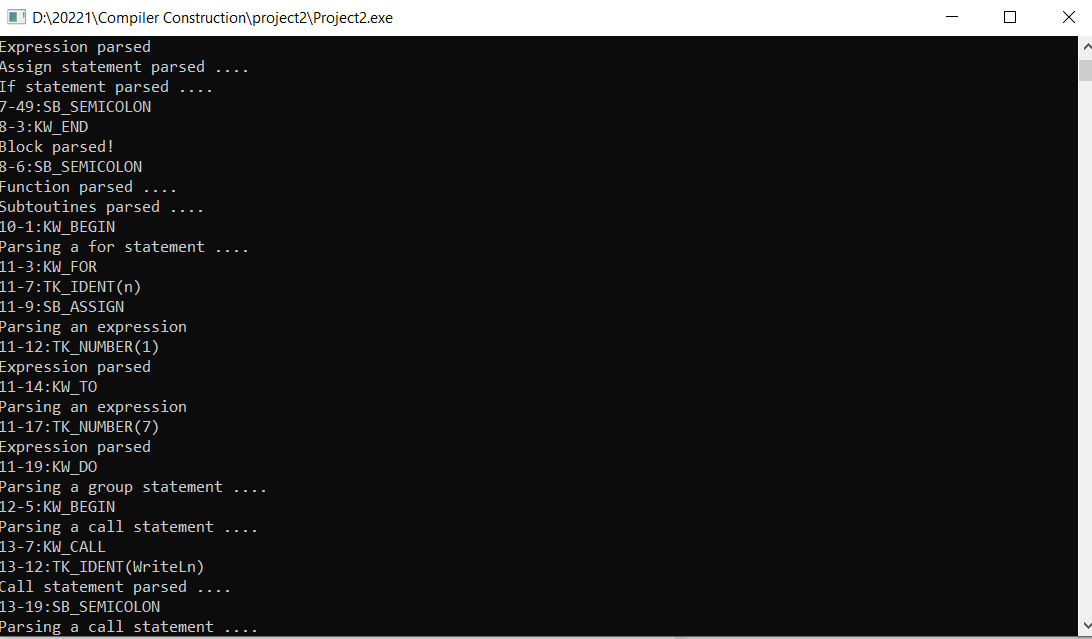 D:\20221\Compiler Construction\project2\Project2.exe
Expression parsed
Assign statement parsed ....
If statement parsed ....
7-49:SB_SEMICOLON
8-3:KW_END
Block parsed!
8-6:SB_SEMICOLON
Function parsed ....
Subtoutines parsed ....
10-1:KW_BEGIN
Parsing a for statement ....
11-3:KW_FOR
11-7:TK_IDENT(n)
11-9:SB_ASSIGN
Parsing an expression
11-12:TK_NUMBER(1)
Expression parsed
11-14:KW_TO
Parsing an expression
11-17:TK_NUMBER(7)
Expression parsed
11-19:KW_DO
Parsing a group statement ....
12-5:KW_BEGIN
Parsing a call statement ....
13-7:KW_CALL
13-12:TK_IDENT(WriteLn)
Call statement parsed ....
13-19:SB_SEMICOLON
Parsing a call statement ....